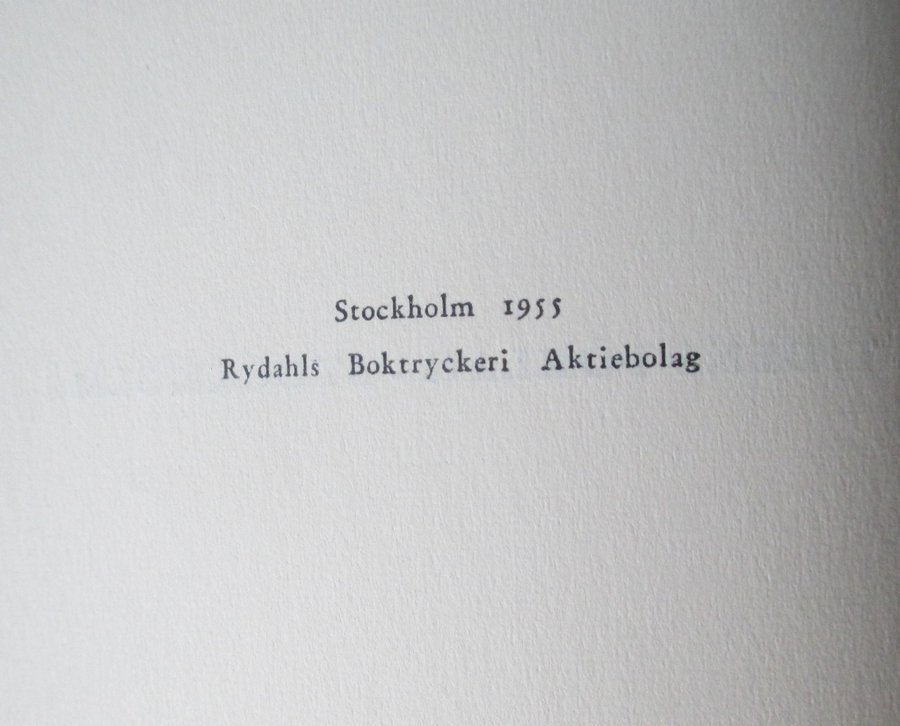 Stockholm 1955
Rydahls Boktryckeri Aktiebolag